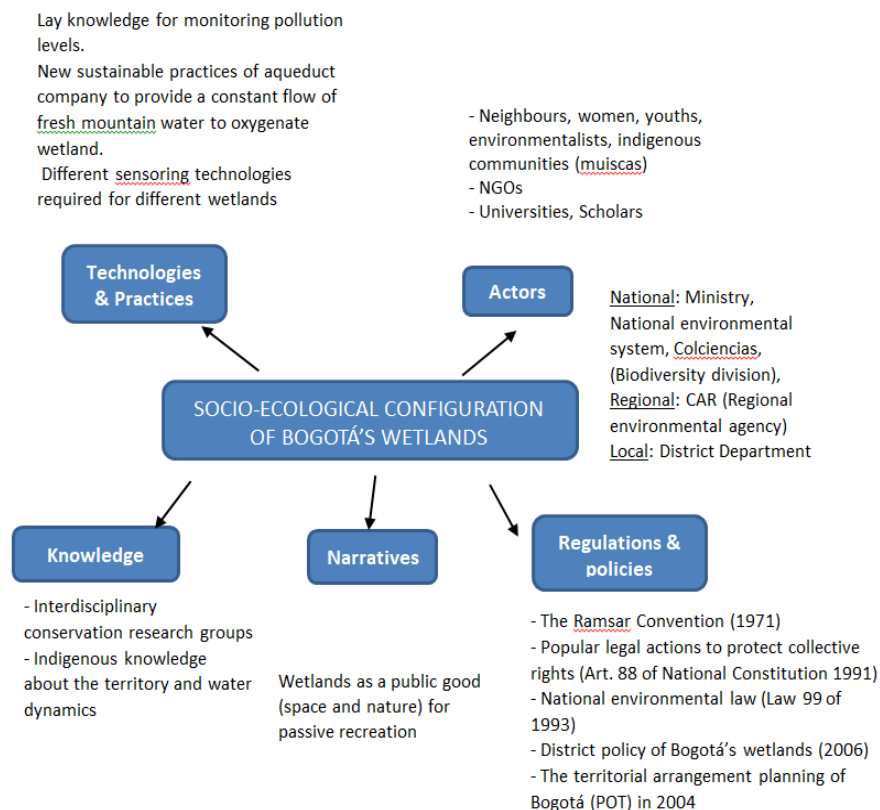 Lay knowledge for monitoring pollution
levels.
New sustainable practices of aqueduct
company to provide a constant flow of
fresh mountain water to oxygenate
wetland.
Different sensoring technologies
required for different wetlands
- Neighbours, women, youths,
environmentalists, indigenous
communities (muiscas)
- NGOs
- Universities, Scholars
Technologies
& Practices
Actors
National: Ministry,
National environmental
system, Colciencias,
(Biodiversity division),
Regional: CAR (Regional
environmental agency)
Local: District Department
SOCIO-ECOLOGICAL CONFIGURATION
OF BOGOTÁ'S WETLANDS
Knowledge
- Interdisciplinary
conservation research groups
- Indigenous knowledge
about the territory and water
dynamics
Narratives
Wetlands as a public good
(space and nature) for
passive recreation
Regulations &
policies
- The Ramsar Convention (1971)
- Popular legal actions to protect collective
rights (Art. 88 of National Constitution 1991)
- National environmental law (Law 99 of
1993)
- District policy of Bogotá's wetlands (2006)
- The territorial arrangement planning of
Bogotá (POT) in 2004